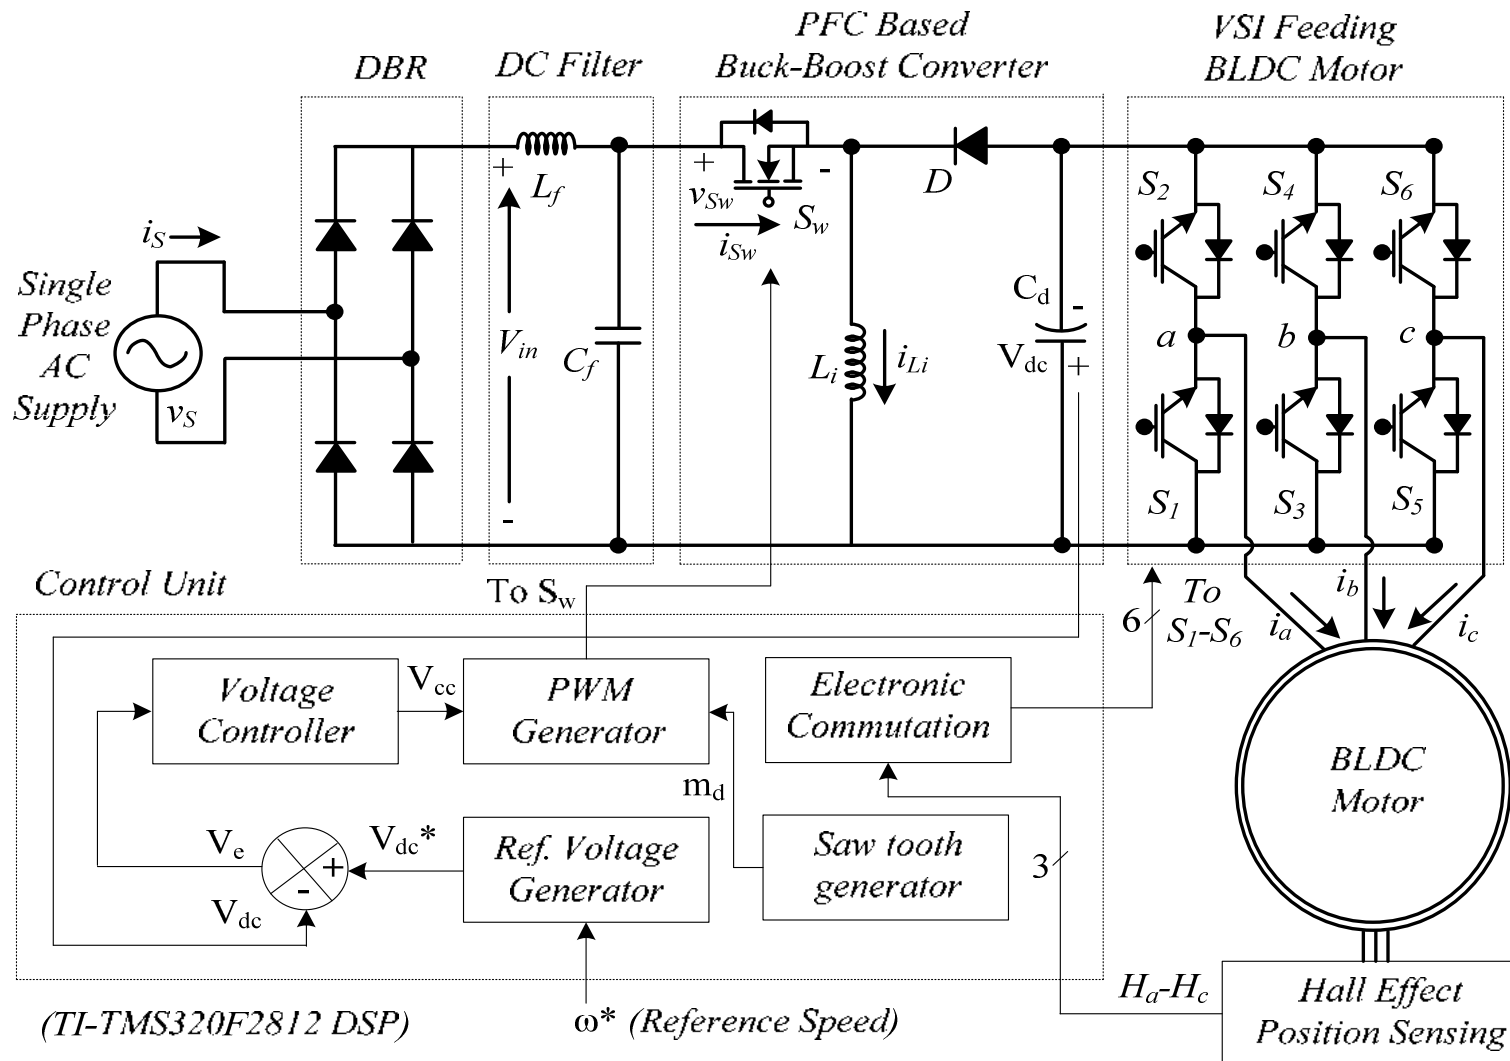 PFC Based
Buck-Boost Converter
VSI Feeding
BLDC Motor
DBR
DC Filter
Single
Phase
AC
Supply
iS
vS
+
Lf
Vin
-
Cf
+
vSw
-
iSw
Sw
D
Li
iLi
Cd
-
Vdc
+
S2
S4
S6
a
b
c
S1
S3
S5
Control Unit
To Sw
6
To
S1-S6
ia
ib
ic
Voltage
Controller
Vcc
PWM
Generator
Electronic
Commutation
BLDC
Motor
md
Ve
Vdc*
+
-
Vdc
Ref. Voltage
Generator
Saw tooth
generator
3
Ha-Hc
Hall Effect
Position Sensing
(TI-TMS320F2812 DSP)
ω* (Reference Speed)